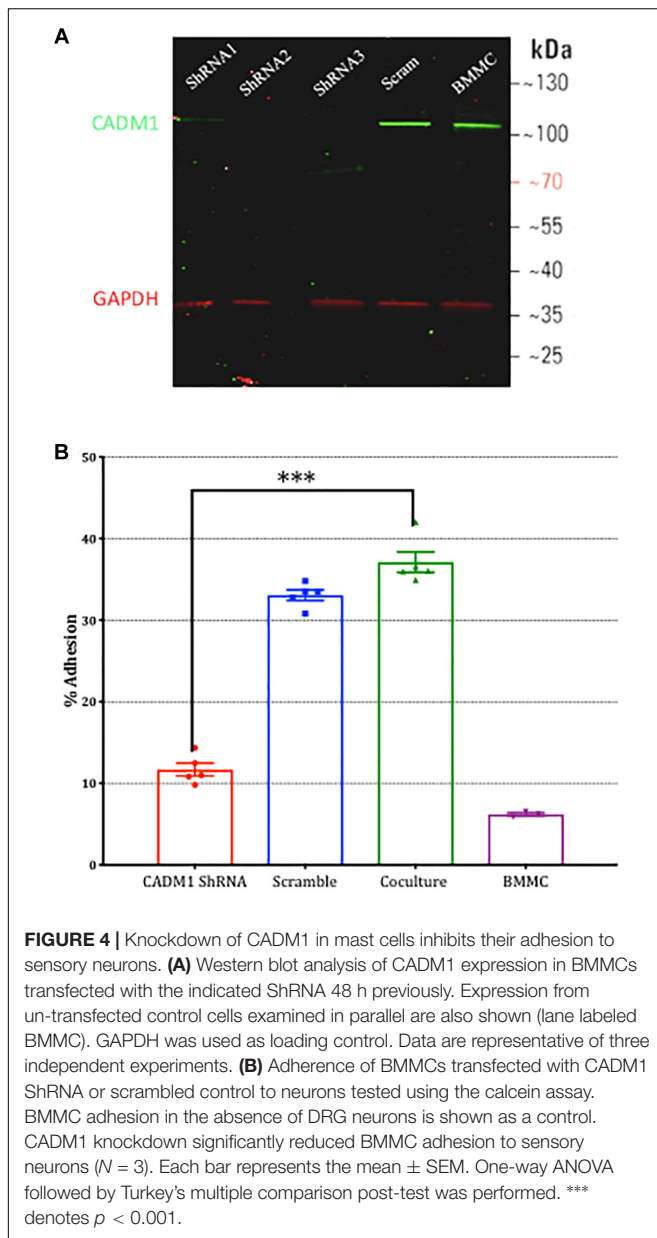 A
ShRNA1 ShRNA2 ShRNA3 Scram BMMC
kDa
~130
CADM1
~100
~70
~55
~40
GAPDH
~35
~25
B
50
***
40
30
20
10
0
% Adhesion
CADM1 ShRNA Scramble Coculture BMMC
FIGURE 4 | Knockdown of CADM1 in mast cells inhibits their adhesion to
sensory neurons. (A) Western blot analysis of CADM1 expression in BMMCs
transfected with the indicated ShRNA 48 h previously. Expression from
un-transfected control cells examined in parallel are also shown (lane labeled
BMMC). GAPDH was used as loading control. Data are representative of three
independent experiments. (B) Adherence of BMMCs transfected with CADM1
ShRNA or scrambled control to neurons tested using the calcein assay.
BMMC adhesion in the absence of DRG neurons is shown as a control.
CADM1 knockdown significantly reduced BMMC adhesion to sensory
neurons (N = 3). Each bar represents the mean ± SEM. One-way ANOVA
followed by Turkey's multiple comparison post-test was performed. ***
denotes p < 0.001.